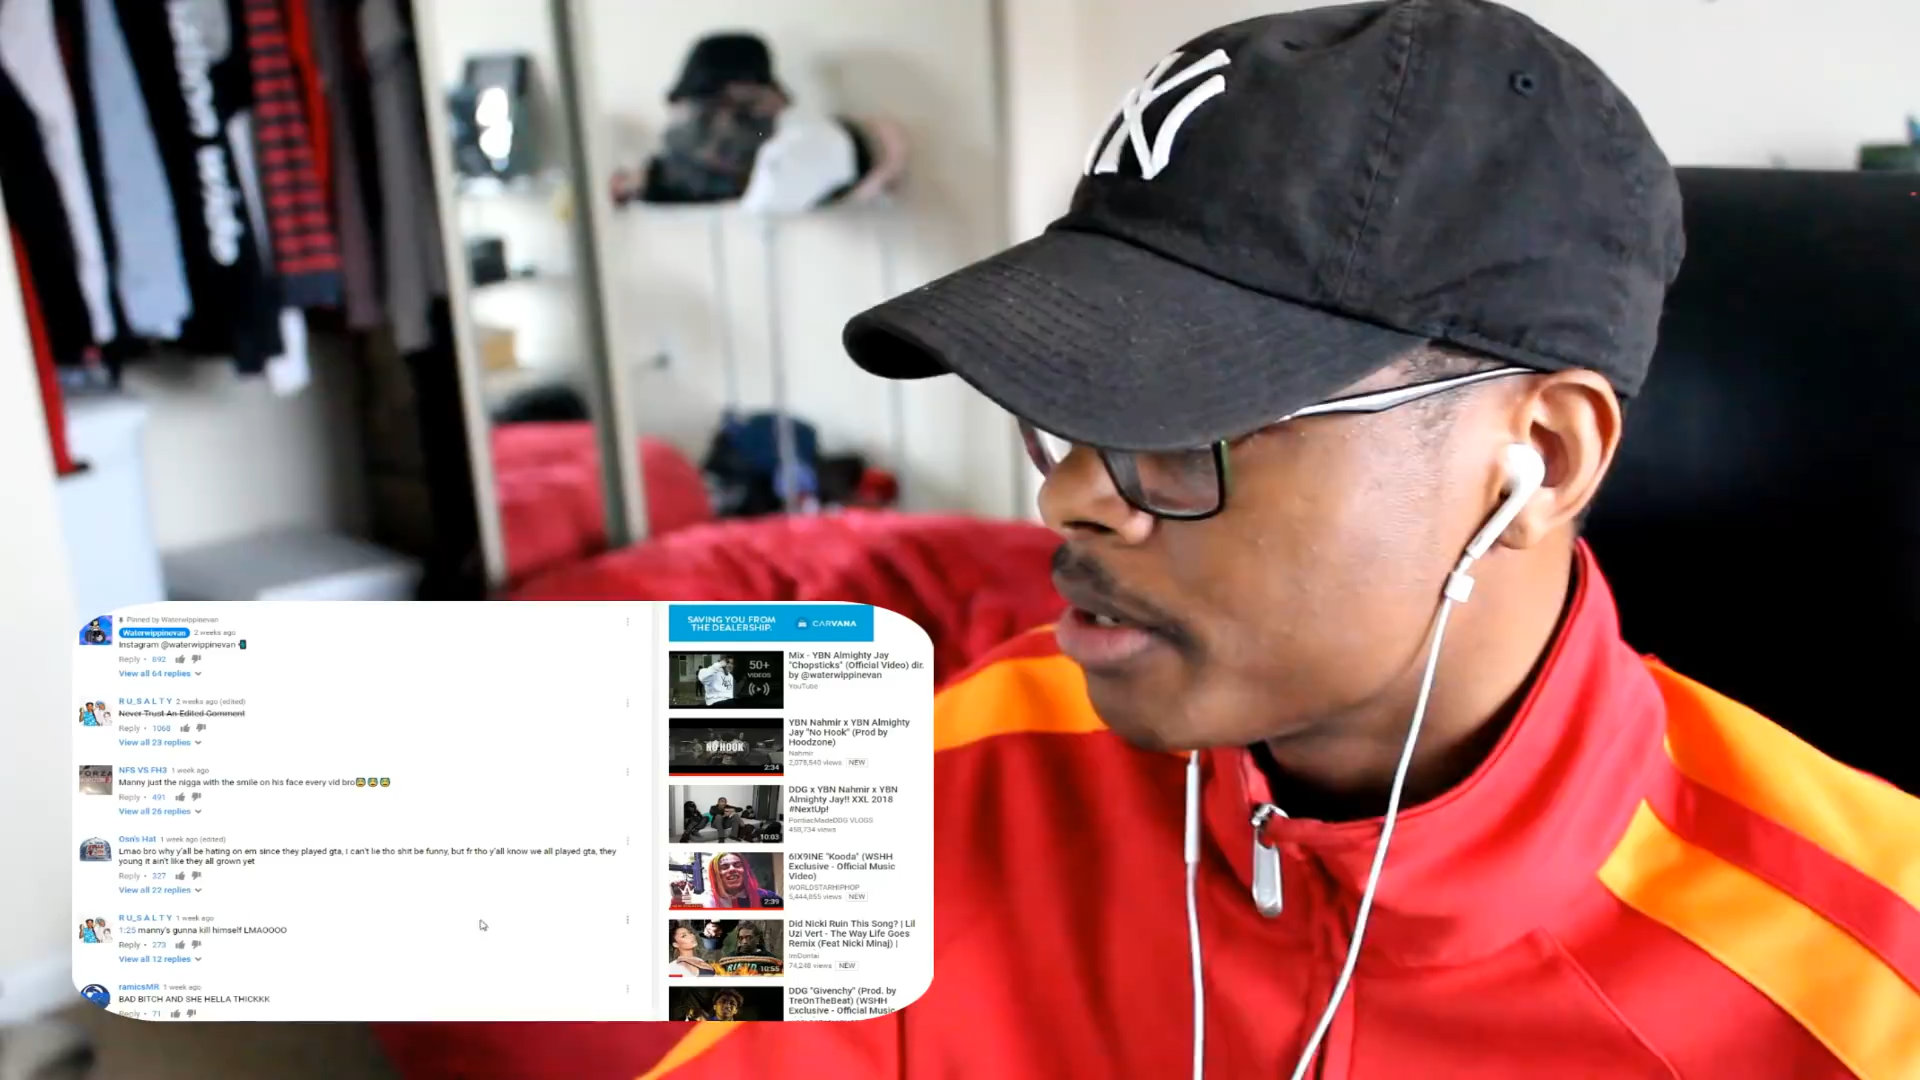 NY
Pinned by Waterwippinevan
Waterwippinevan 2 weeks ago
Instagram @waterwippinevan
Reply • 892
View all 64 replies
R U_S A L T Y 2 weeks ago (edited)
Never Trust An Edited Comment
Reply • 1068
View all 23 replies
NFS VS FH3 1 week ago
Manny just the nigga with the smile on his face every vid bro
Reply • 491
View all 26 replies
Osn's Hat 1 week ago (edited)
Lmao bro why y'all be hating on em since they played gta, i can't lie tho shit be funny, but fr tho y'all know we all played gta, they
young it ain't like they all grown yet
Reply • 327
View all 22 replies
R U_S A L T Y 1 week ago
1:25 manny's gunna kill himself LMAOOOO
Reply • 273
View all 12 replies
ramicsMR 1 week ago
BAD BITCH AND SHE HELLA THICKKK
Reply • 71
SAVING YOU FROM
THE DEALERSHIP.
CARVANA
50+
VIDEOS
Mix - YBN Almighty Jay
"Chopsticks" (Official Video) dir.
by @waterwippinevan
YouTube
NO HOOK
2:34
YBN Nahmir x YBN Almighty
Jay "No Hook" (Prod by
Hoodzone)
Nahmir
2,078,840 views NEW
10:03
DDG x YBN Nahmir x YBN
Almighty Jay!! XXL 2018
#NextUp!
PontiacMadeDDG VLOGS
458,734 views
2:39
6IX9INE "Kooda" (WSHH
Exclusive - Official Music
Video)
WORLDSTARHIPHOP
5,444,855 views NEW
10:55
Did Nicki Ruin This Song? | Lil
Uzi Vert - The Way Life Goes
Remix (Feat Nicki Minaj) |
ImDontai
74,248 views NEW
DDG "Givenchy" (Prod. by
TreOnTheBeat) (WSHH
Exclusive - Official Music